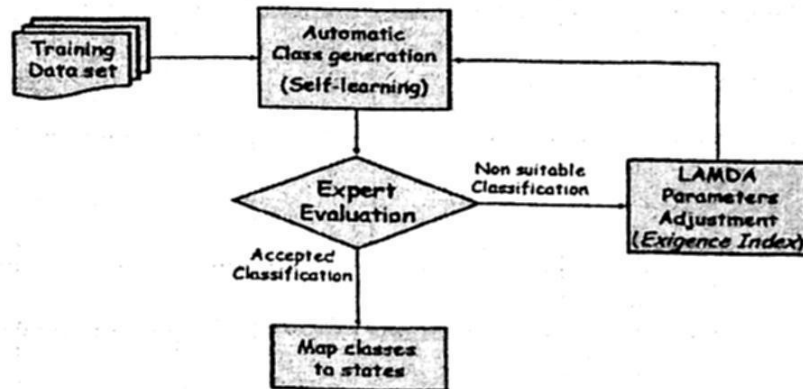 Training
Data set
Automatic
Class generation
(Self-learning)
Expert
Evaluation
Non suitable
Classification
LAMDA
Parameters
Adjustment
(Exigence Index)
Accepted
Classification
Map classes
to states